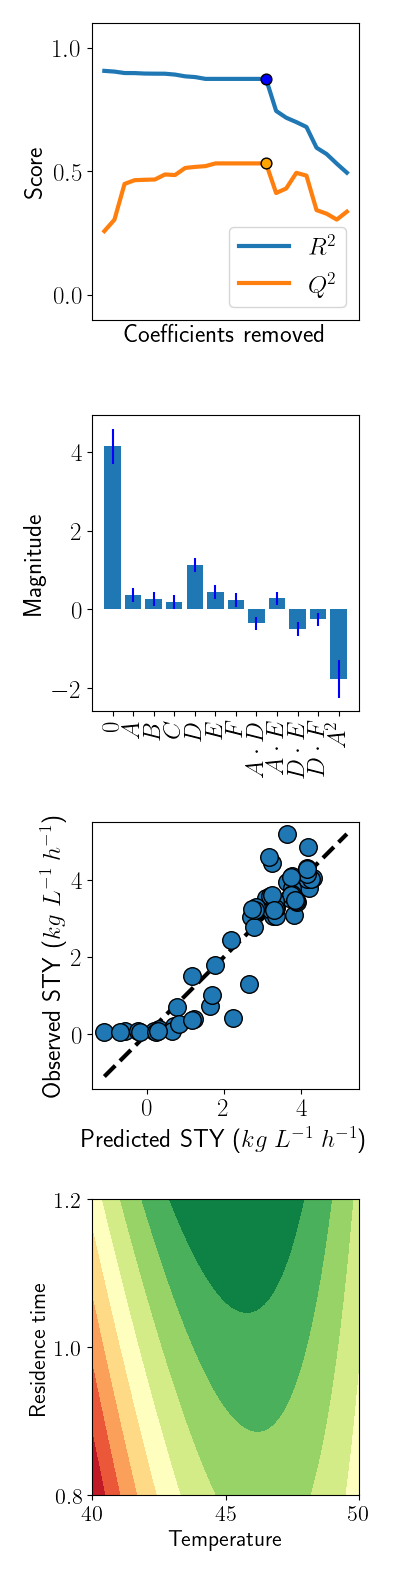 1.0
0.5
0.0
Score
R²
Q²
Coefficients removed
4
2
0
−2
Magnitude
0
A
B
C
D
E
F
A · D
A · E
D · E
D · F
A²
4
2
0
Observed STY (kg L⁻¹ h⁻¹)
0 2 4
Predicted STY (kg L⁻¹ h⁻¹)
1.2
1.0
0.8
Residence time
40 45 50
Temperature